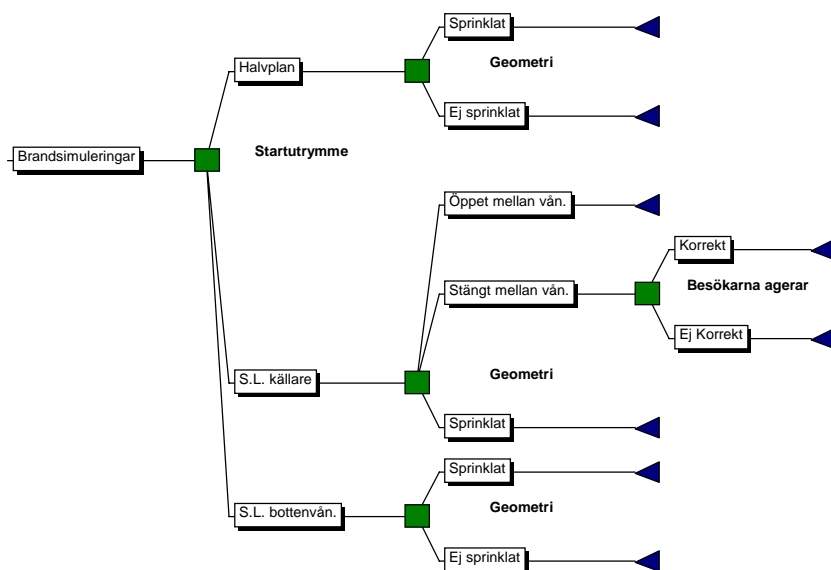 Sprinklat
Halvplan
Geometri
Ej sprinklat
Brandsimuleringar
Startutrymme
Öppet mellan vån.
Korrekt
Stängt mellan vån.
Besökarna agerar
Ej Korrekt
S.L. källare
Geometri
Sprinklat
Sprinklat
S.L. bottenvån.
Geometri
Ej sprinklat